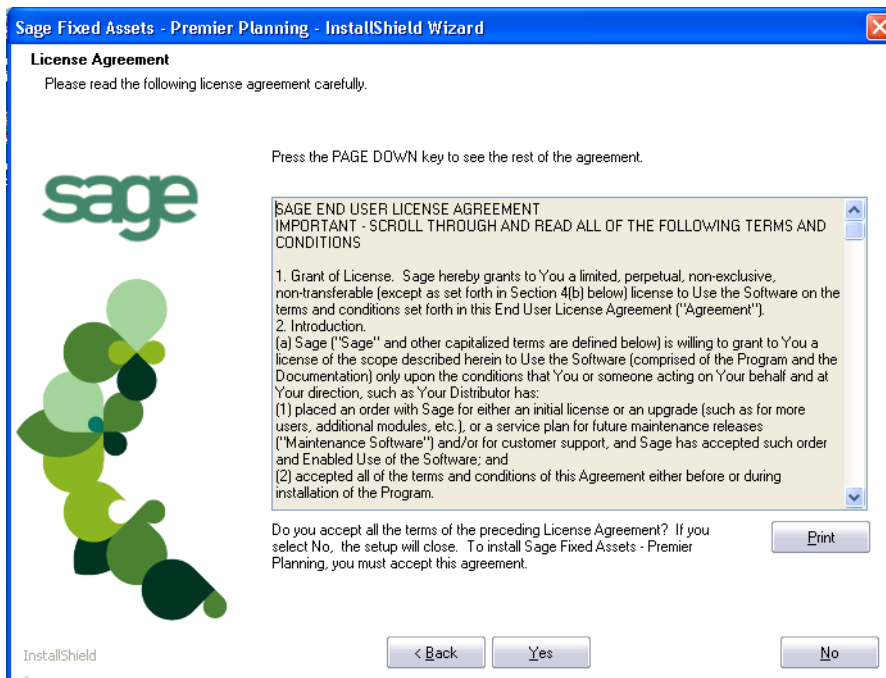 Sage Fixed Assets - Premier Planning - InstallShield Wizard
License Agreement
Please read the following license agreement carefully.
Press the PAGE DOWN key to see the rest of the agreement.
sage
SAGE END USER LICENSE AGREEMENT
IMPORTANT - SCROLL THROUGH AND READ ALL OF THE FOLLOWING TERMS AND
CONDITIONS
1. Grant of License. Sage hereby grants to You a limited, perpetual, non-exclusive,
non-transferable (except as set forth in Section 4(b) below) license to Use the Software on the
terms and conditions set forth in this End User License Agreement ("Agreement").
2. Introduction.
(a) Sage ("Sage" and other capitalized terms are defined below) is willing to grant to You a
license of the scope described herein to Use the Software (comprised of the Program and the
Documentation) only upon the conditions that You or someone acting on Your behalf and at
Your direction, such as Your Distributor has:
(1) placed an order with Sage for either an initial license or an upgrade (such as for more
users, additional modules, etc.), or a service plan for future maintenance releases
("Maintenance Software") and/or for customer support, and Sage has accepted such order
and Enabled Use of the Software; and
(2) accepted all of the terms and conditions of this Agreement either before or during
installation of the Program.
Do you accept all the terms of the preceding License Agreement? If you
select No, the setup will close. To install Sage Fixed Assets - Premier
Planning, you must accept this agreement.
Print
InstallShield
< Back
Yes
No